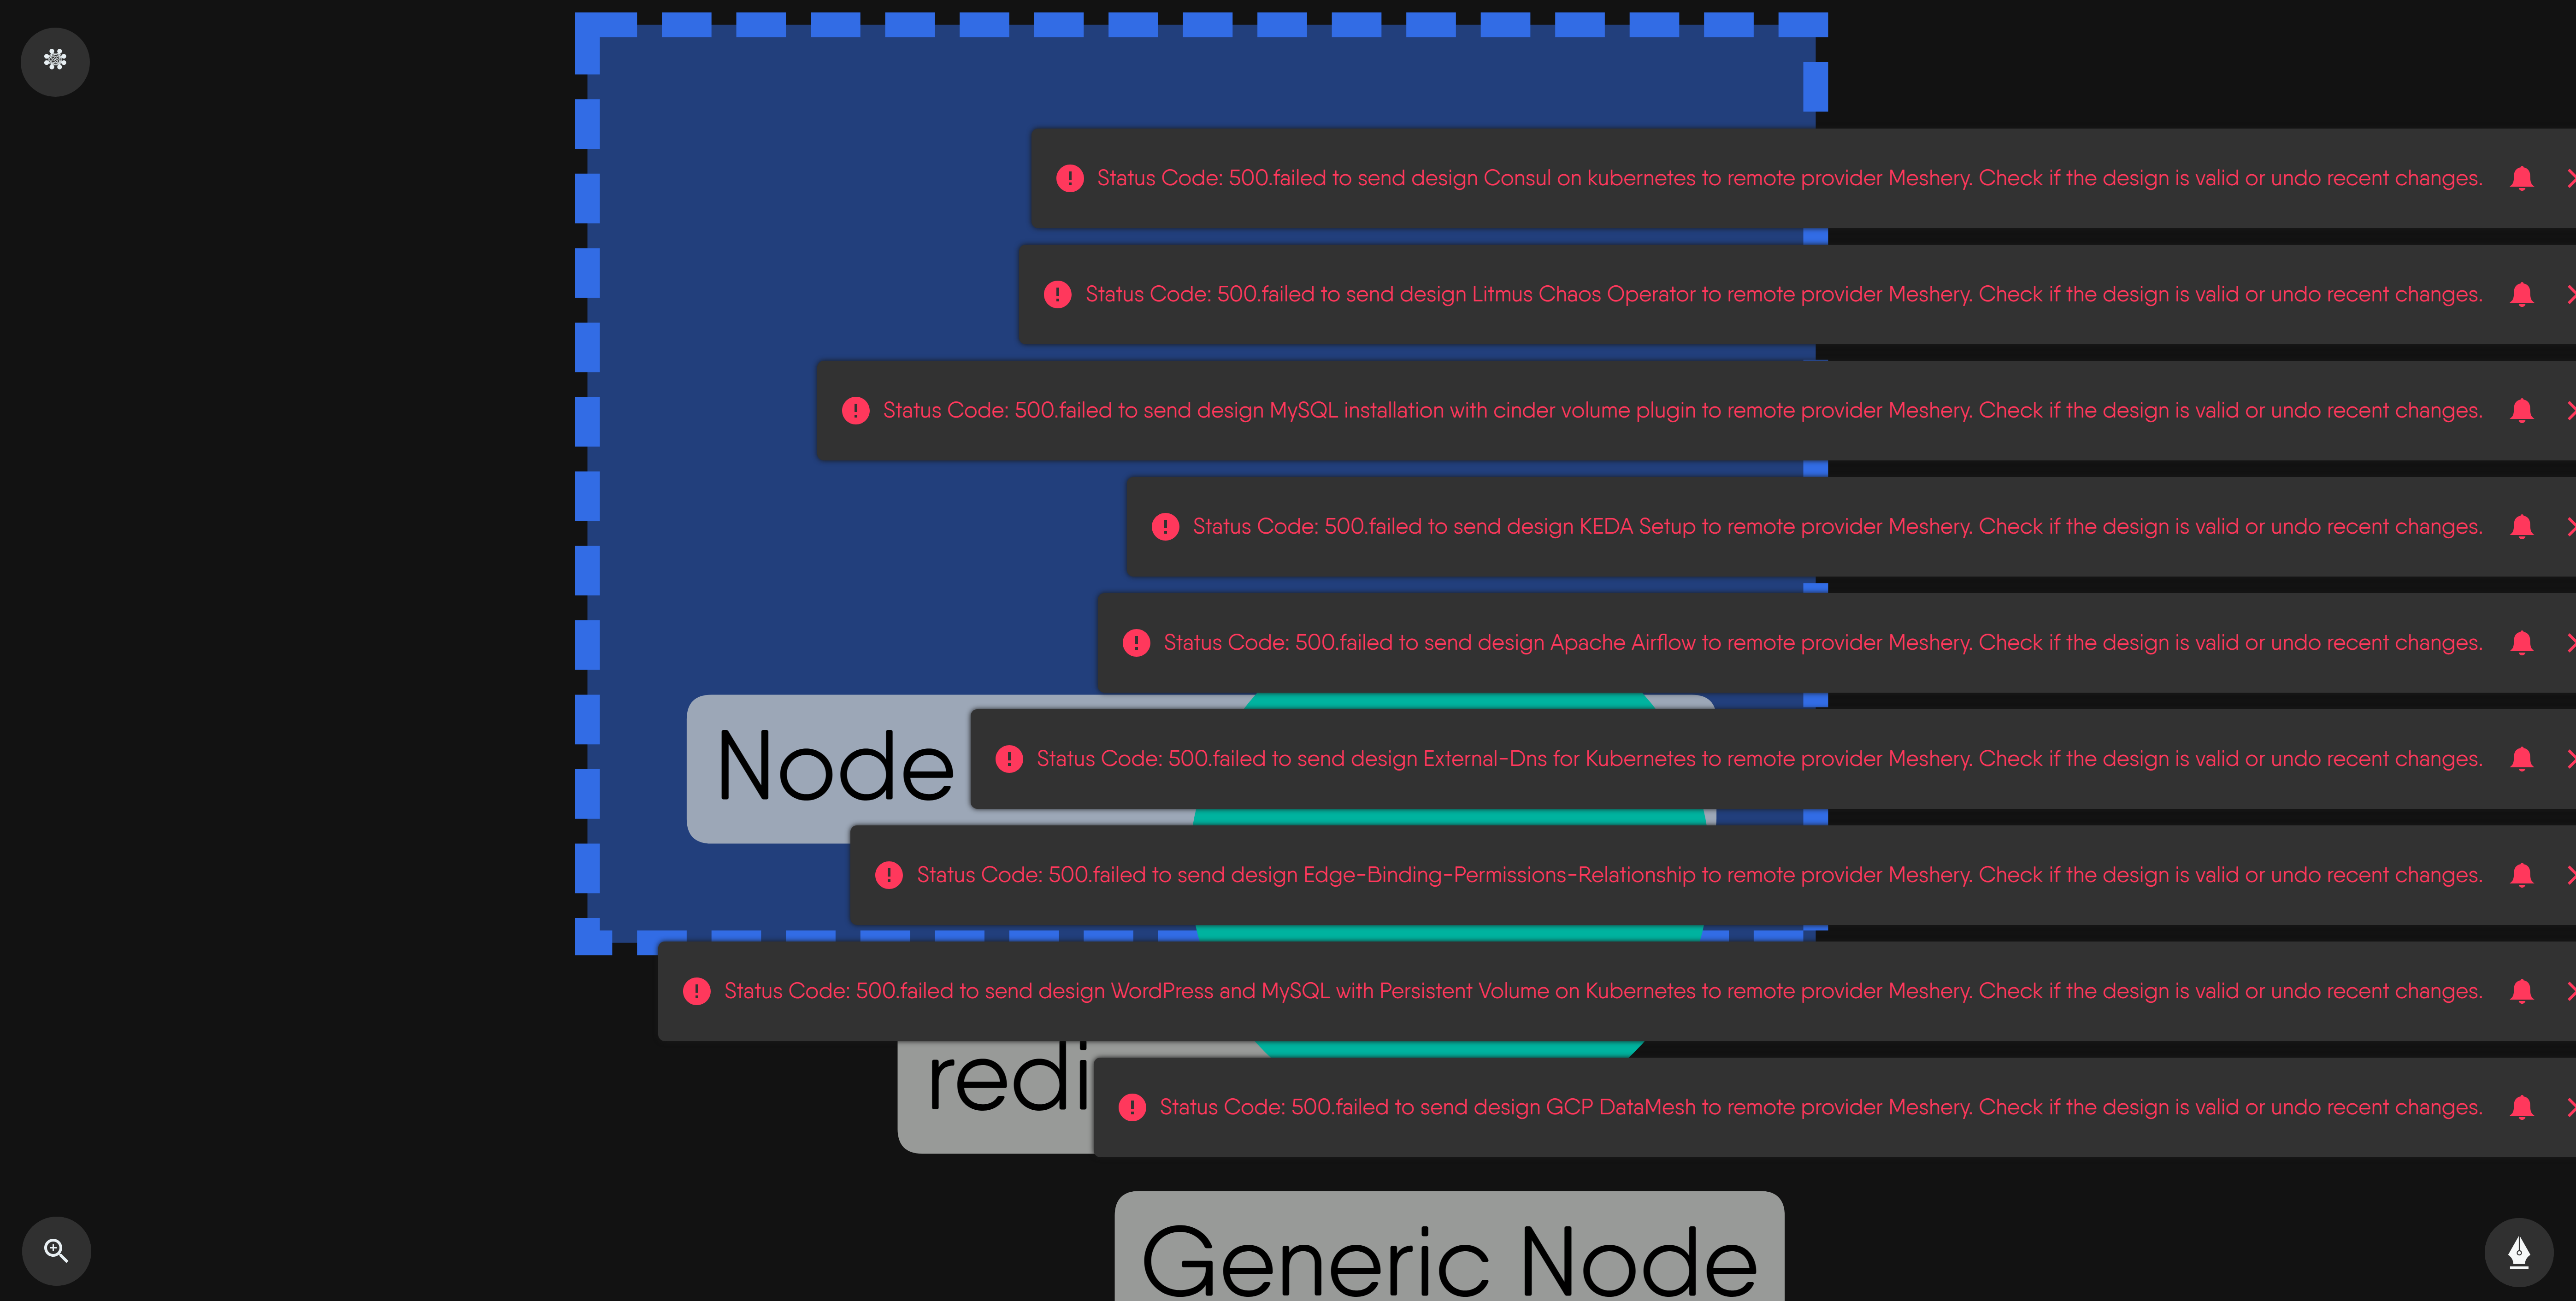 Status Code: 500.failed to send design Consul on kubernetes to remote provider Meshery. Check if the design is valid or undo recent changes.
Status Code: 500.failed to send design Litmus Chaos Operator to remote provider Meshery. Check if the design is valid or undo recent changes.
Status Code: 500.failed to send design MySQL installation with cinder volume plugin to remote provider Meshery. Check if the design is valid or undo recent changes.
Status Code: 500.failed to send design KEDA Setup to remote provider Meshery. Check if the design is valid or undo recent changes.
Status Code: 500.failed to send design Apache Airflow to remote provider Meshery. Check if the design is valid or undo recent changes.
Node
Status Code: 500.failed to send design External-Dns for Kubernetes to remote provider Meshery. Check if the design is valid or undo recent changes.
Status Code: 500.failed to send design Edge-Binding-Permissions-Relationship to remote provider Meshery. Check if the design is valid or undo recent changes.
Status Code: 500.failed to send design WordPress and MySQL with Persistent Volume on Kubernetes to remote provider Meshery. Check if the design is valid or undo recent changes.
redi
Status Code: 500.failed to send design GCP DataMesh to remote provider Meshery. Check if the design is valid or undo recent changes.
Generic Node